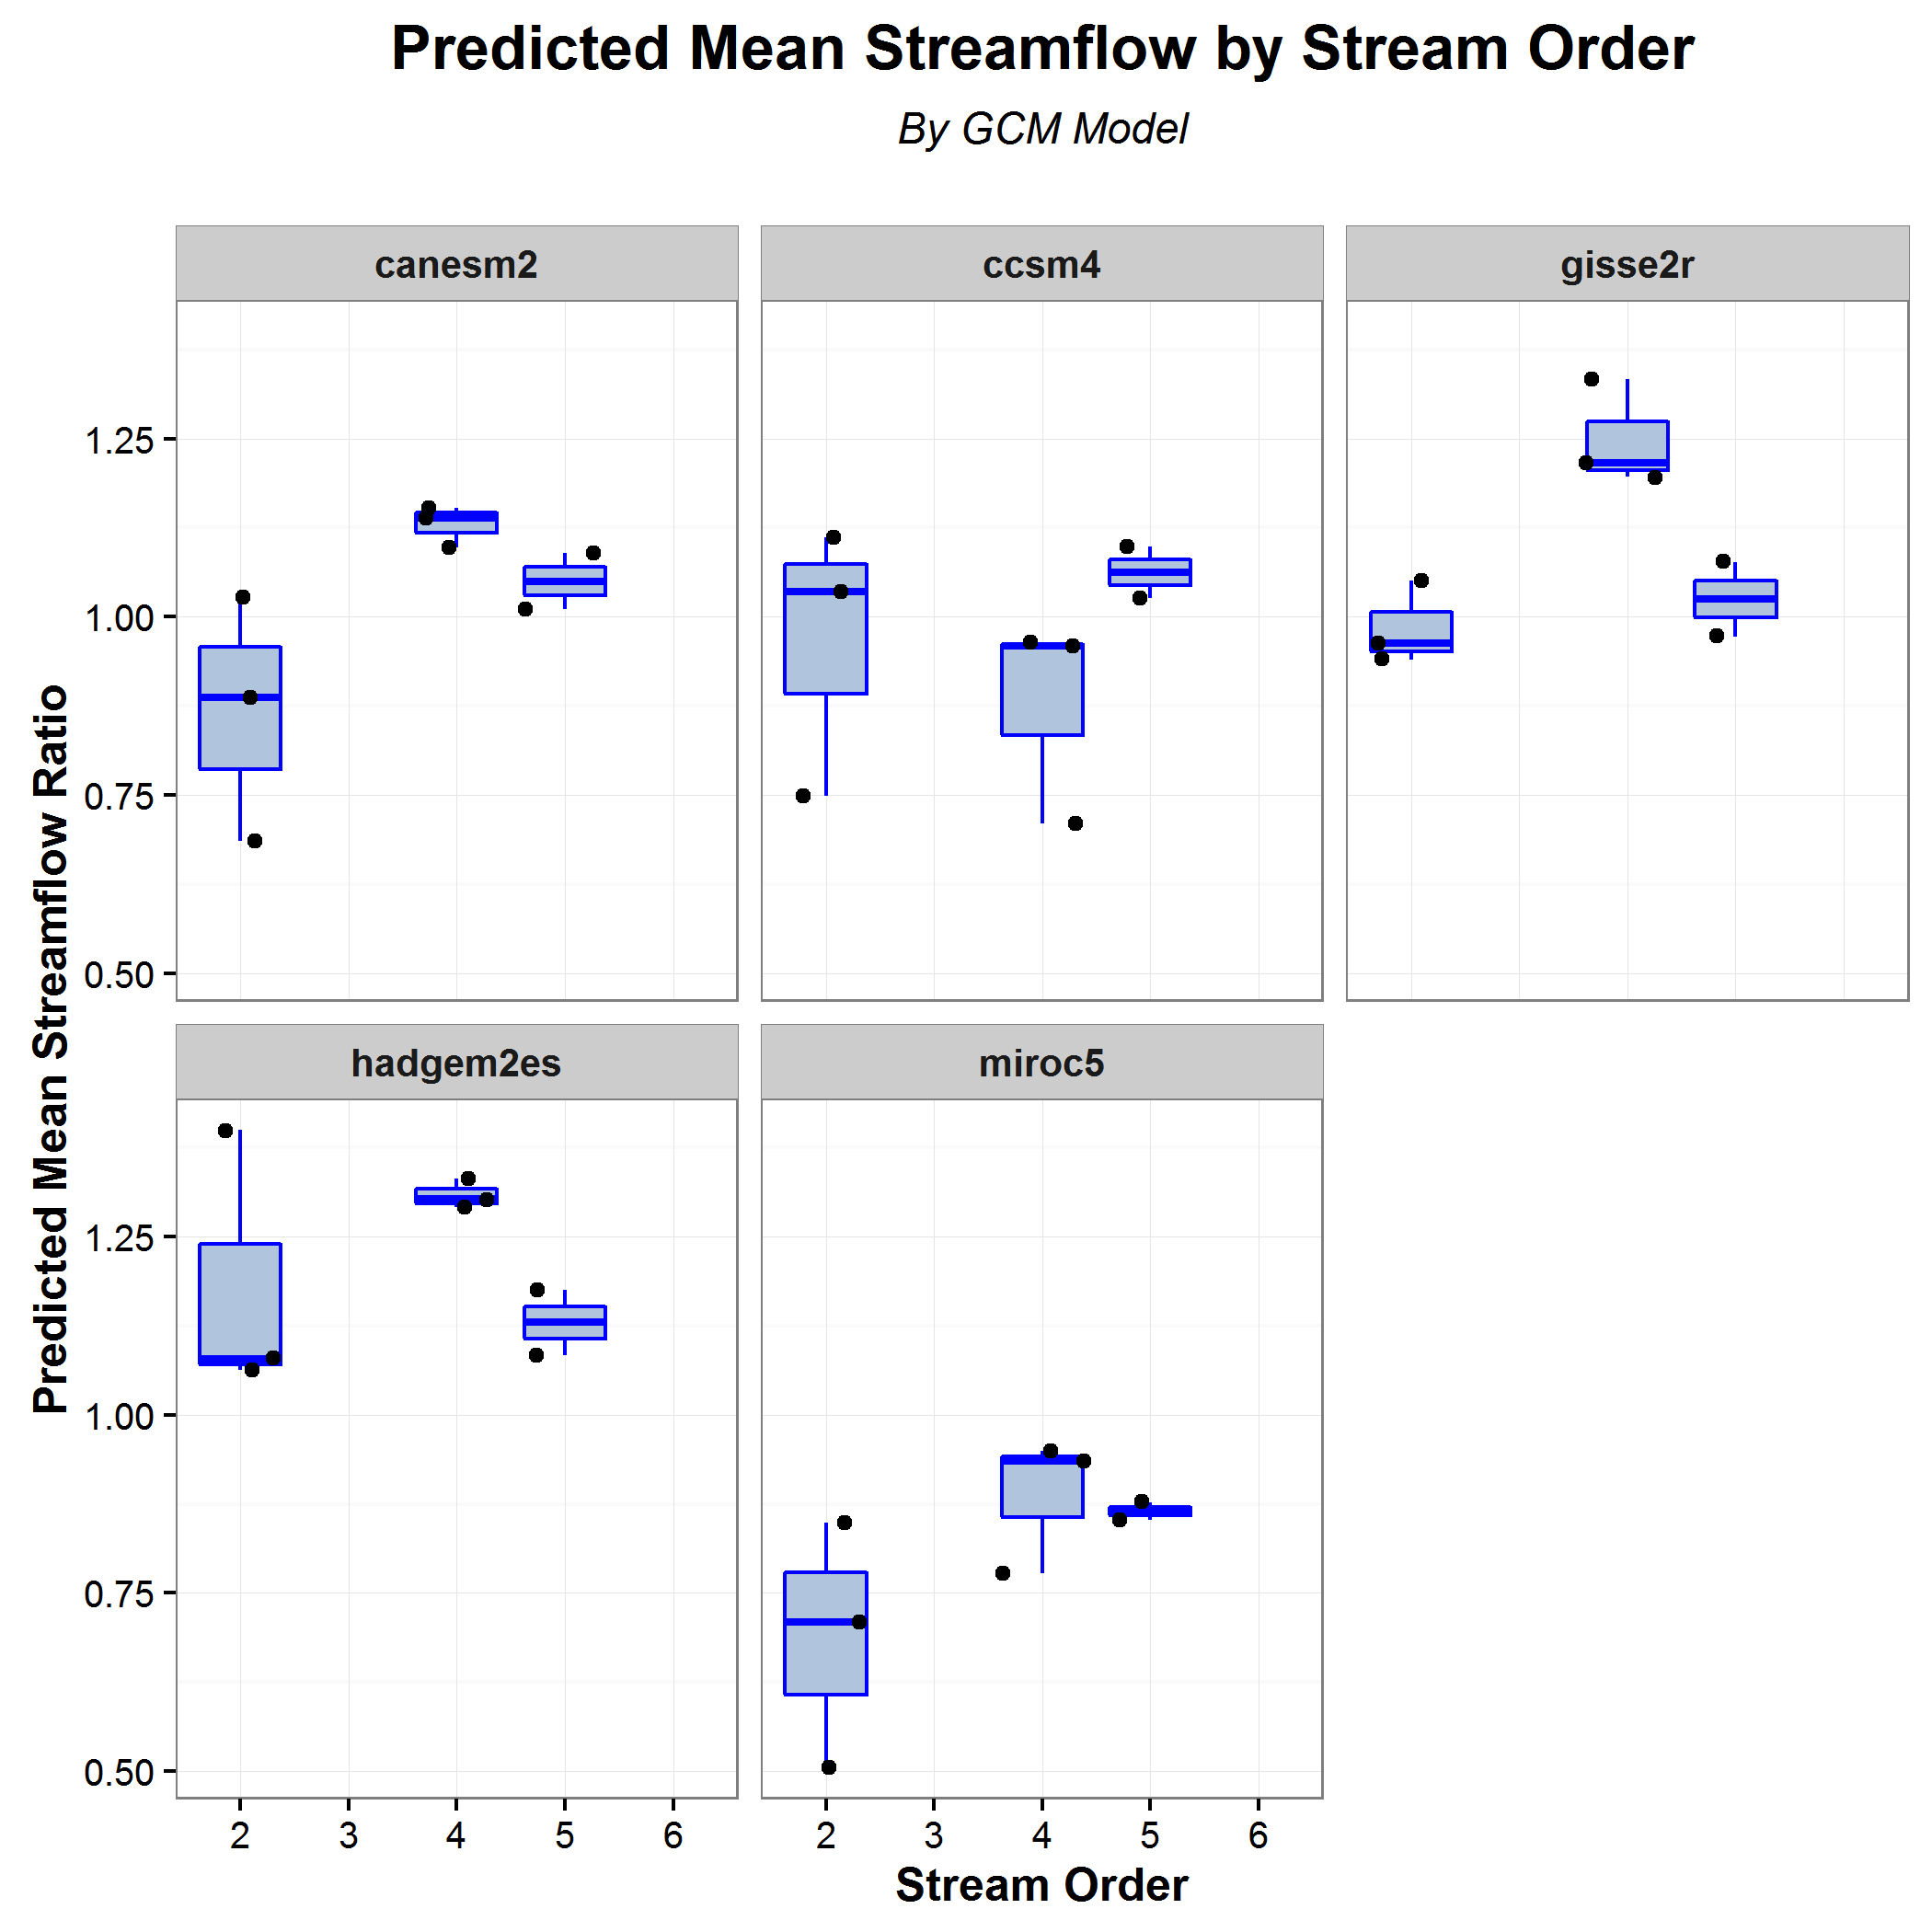 Predicted Mean Streamflow by Stream Order
By GCM Model
canesm2
ccsm4
gisse2r
1.25
1.00
0.75
0.50
Predicted Mean Streamflow Ratio
hadgem2es
miroc5
1.25
1.00
0.75
0.50
2 3 4 5 6
2 3 4 5 6
Stream Order